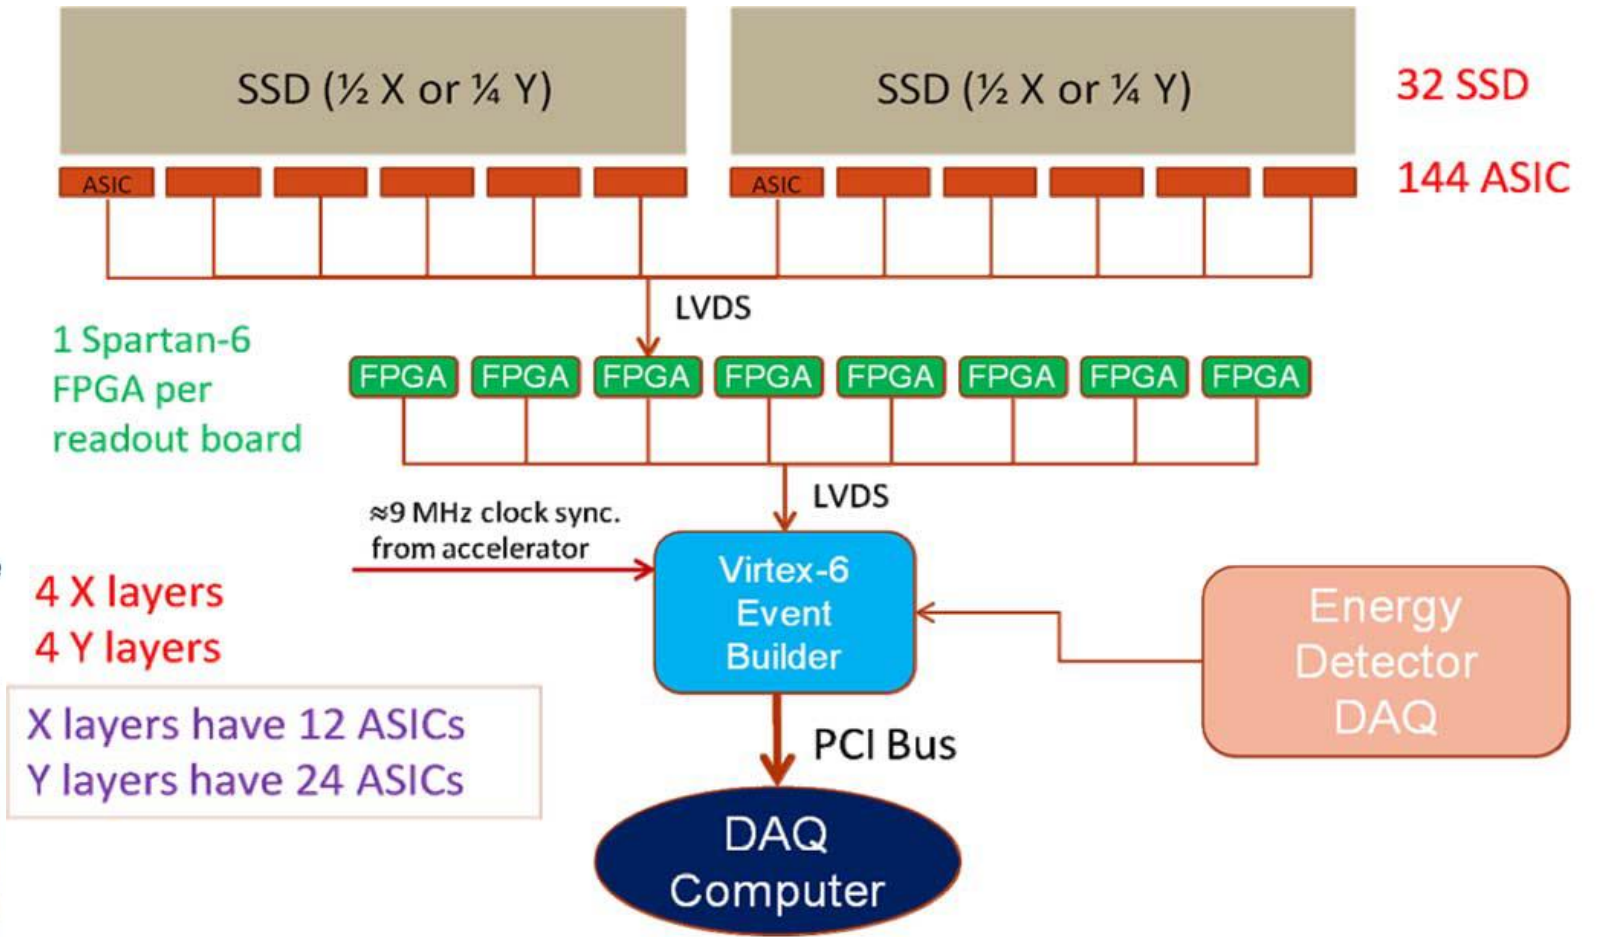 SSD (½ X or ¼ Y)
SSD (½ X or ¼ Y)
32 SSD
ASIC
ASIC
144 ASIC
LVDS
1 Spartan-6
FPGA per
readout board
FPGA FPGA FPGA FPGA FPGA FPGA FPGA FPGA
LVDS
≈9 MHz clock sync.
from accelerator
4 X layers
4 Y layers
X layers have 12 ASICs
Y layers have 24 ASICs
Virtex-6
Event
Builder
Energy
Detector
DAQ
PCI Bus
DAQ
Computer